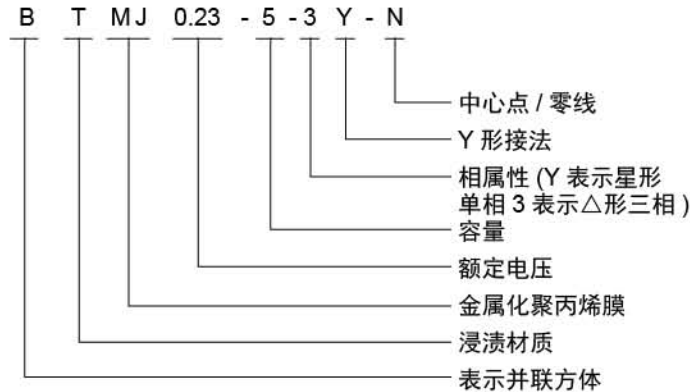 B T MJ 0.23 - 5 - 3 Y - N
中心点 / 零线
Y 形接法
相属性 (Y 表示星形
单相 3 表示△形三相 )
容量
额定电压
金属化聚丙烯膜
浸渍材质
表示并联方体